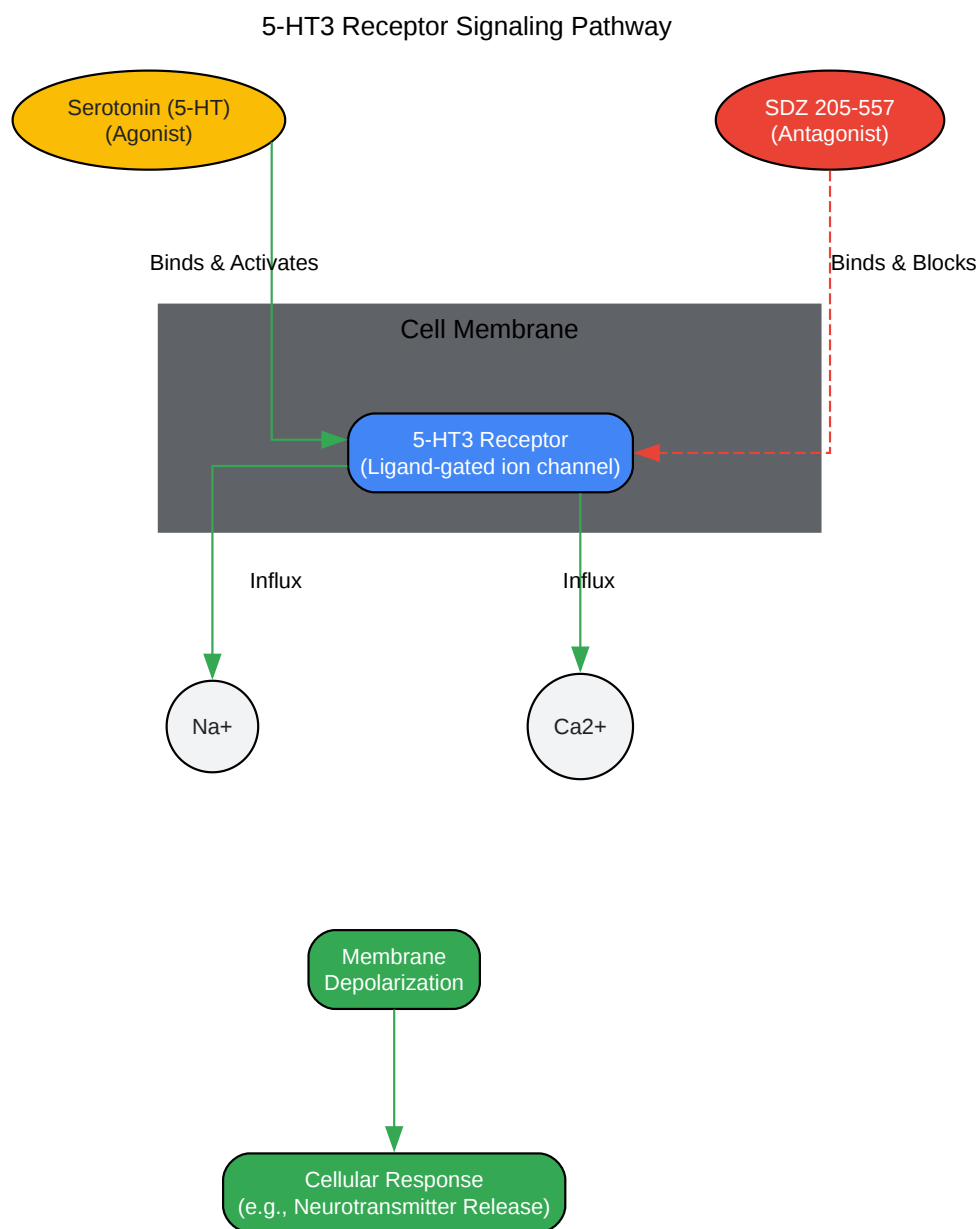 5-HT3 Receptor Signaling Pathway
Serotonin (5-HT)
(Agonist)
SDZ 205-557
(Antagonist)
Binds & Activates
Binds & Blocks
Cell Membrane
5-HT3 Receptor
(Ligand-gated ion channel)
Influx
Influx
Na+
Ca2+
Membrane
Depolarization
Cellular Response
(e.g., Neurotransmitter Release)